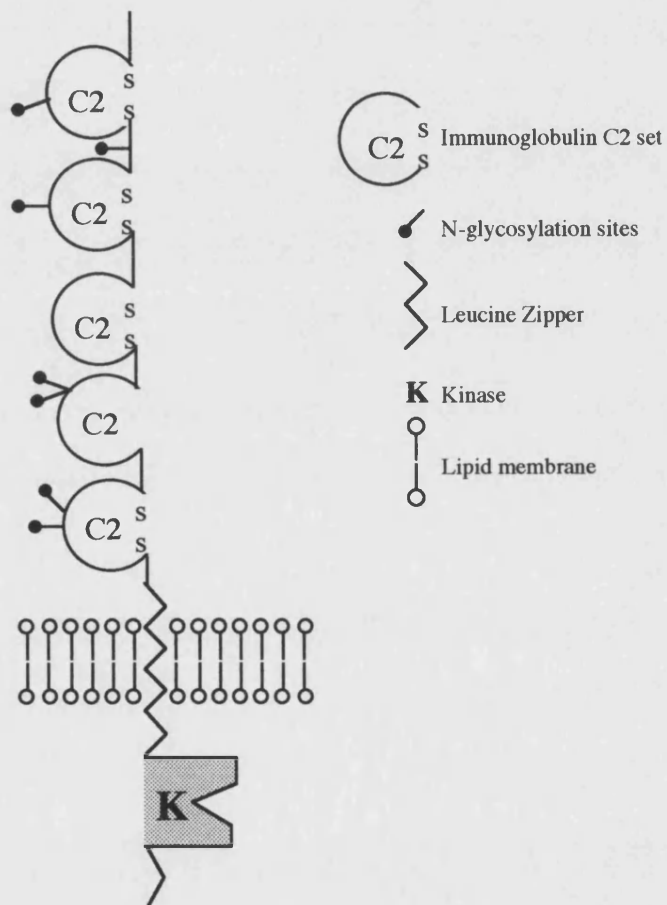 C2
S
S
C2
S
S
C2
S
S
C2
C2
S
S
K
C2
S
S
Immunoglobulin C2 set
N-glycosylation sites
Leucine Zipper
K Kinase
Lipid membrane